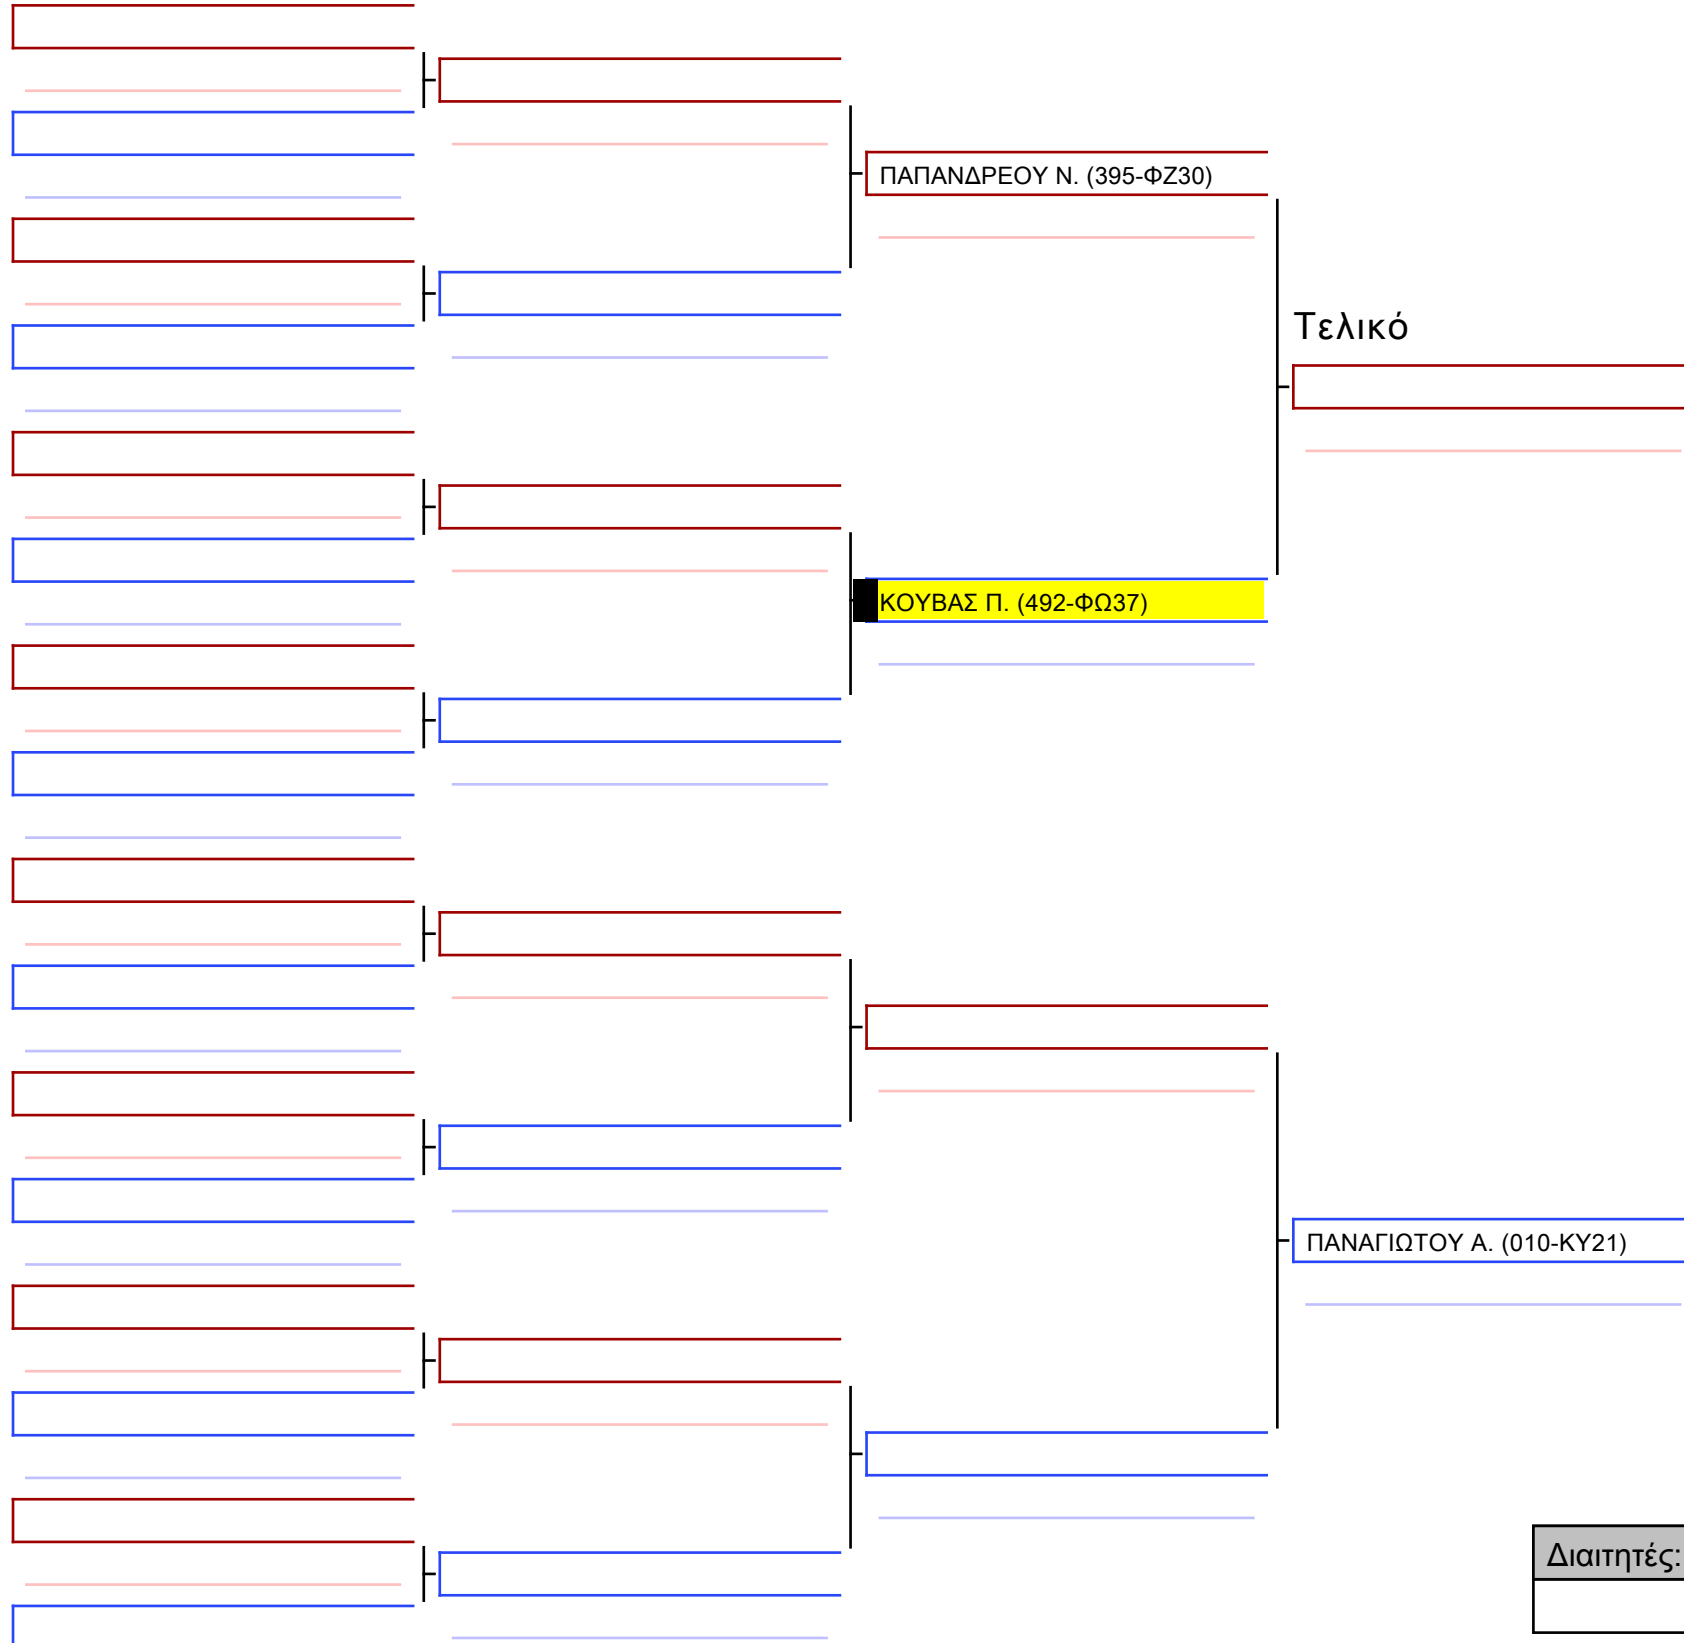 ΠΑΠΑΝΔΡΕΟΥ Ν. (395-ΦΖ30)
Τελικό
ΚΟΥΒΑΣ Π. (492-ΦΩ37)
ΠΑΝΑΓΙΩΤΟΥ Α. (010-ΚΥ21)
Διαιτητές: